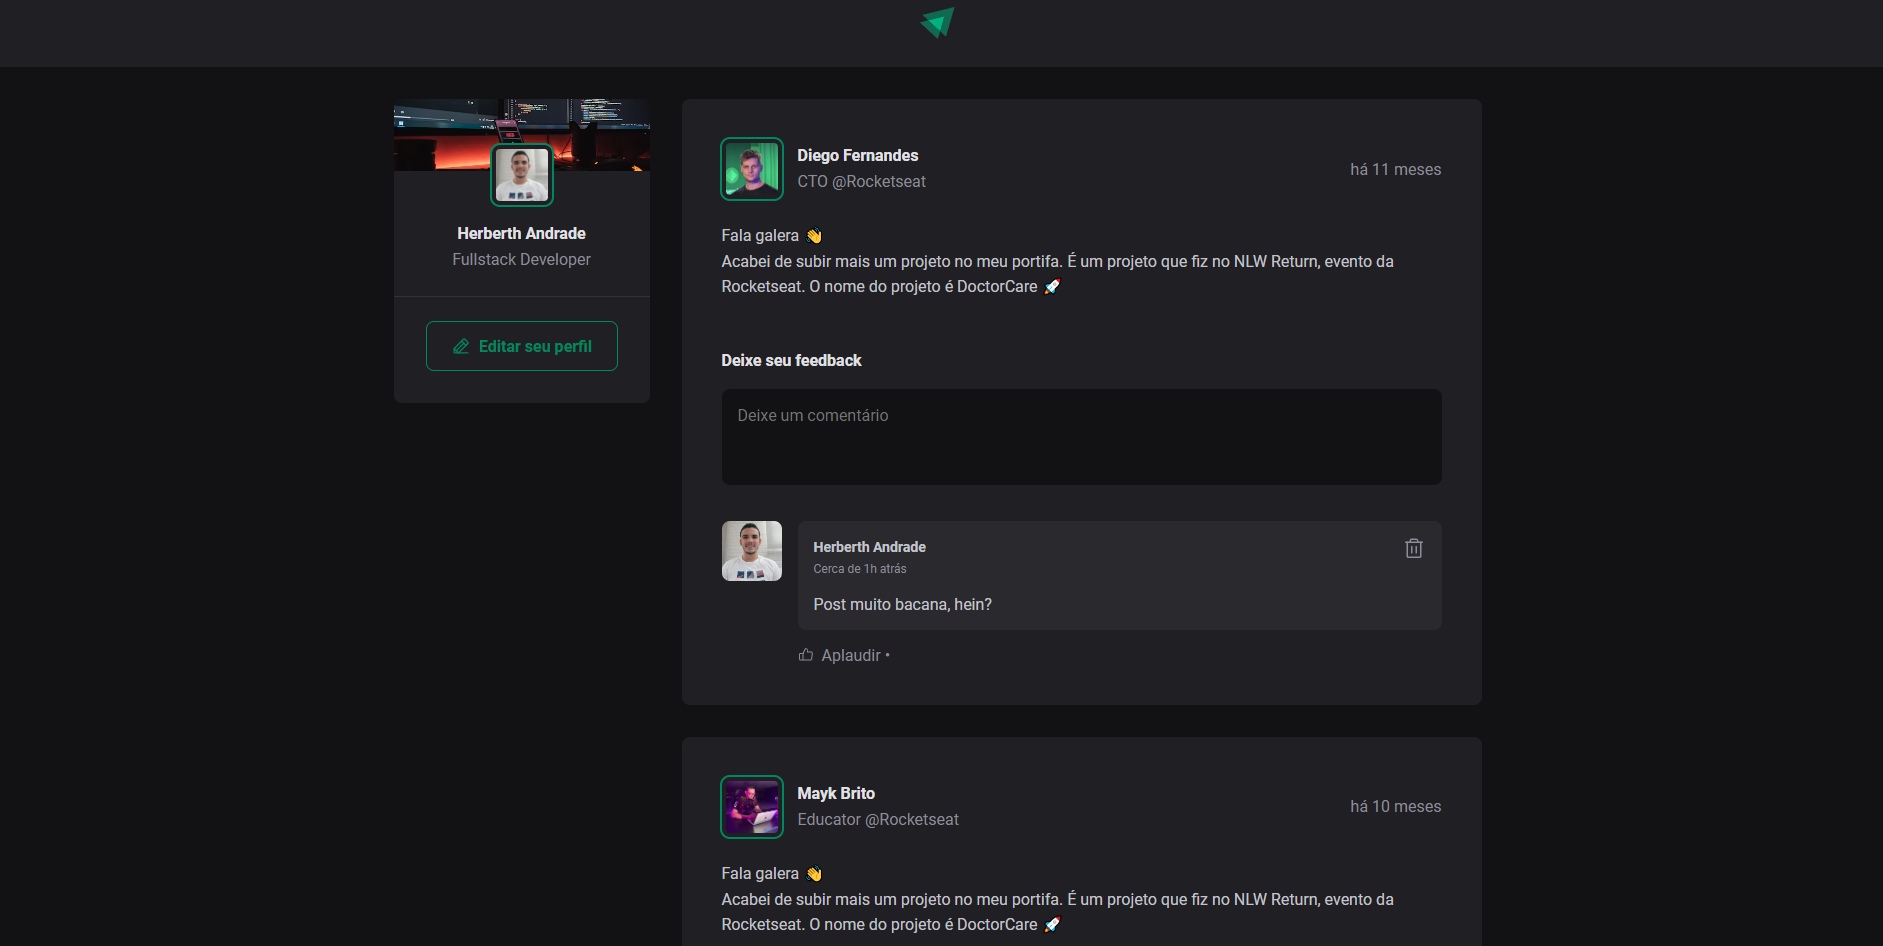 Herberth Andrade
Fullstack Developer
Editar seu perfil
Diego Fernandes
CTO @Rocketseat
há 11 meses
Fala galera 👋
Acabei de subir mais um projeto no meu portifa. É um projeto que fiz no NLW Return, evento da
Rocketseat. O nome do projeto é DoctorCare 🚀
Deixe seu feedback
Deixe um comentário
Herberth Andrade
Cerca de 1h atrás
Post muito bacana, hein?
Aplaudir •
Mayk Brito
Educator @Rocketseat
há 10 meses
Fala galera 👋
Acabei de subir mais um projeto no meu portifa. É um projeto que fiz no NLW Return, evento da
Rocketseat. O nome do projeto é DoctorCare 🚀